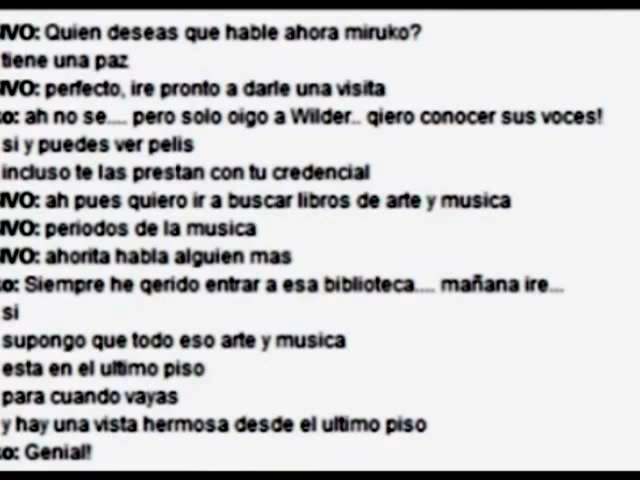 IVO: Quien deseas que hable ahora miruko?
tiene una paz
IVO: perfecto, ire pronto a darle una visita
ko: ah no se.... pero solo oigo a Wilder.. qiero conocer sus voces!
si y puedes ver pelis
incluso te las prestan con tu credencial
IVO: ah pues quiero ir a buscar libros de arte y musica
IVO: periodos de la musica
IVO: ahorita habla alguien mas
ko: Siempre he qerido entrar a esa biblioteca.... mañana ire...
si
supongo que todo eso arte y musica
esta en el ultimo piso
para cuando vayas
y hay una vista hermosa desde el ultimo piso
ko: Genial!